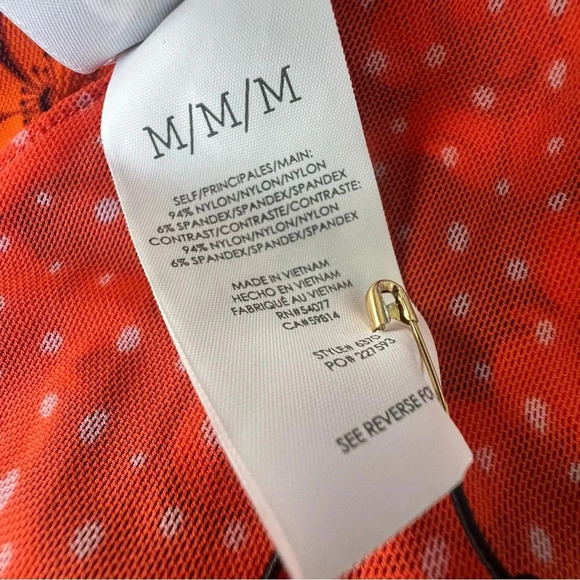 M/M/M
SELF/PRINCIPALES/MAIN:
94% NYLON/NYLON/NYLON
6% SPANDEX/SPANDEX/SPANDEX
CONTRAST/CONTRASTE/CONTRASTE:
94% NYLON/NYLON/NYLON
6% SPANDEX/SPANDEX/SPANDEX
MADE IN VIETNAM
HECHO EN VIETNAM
FABRIQUÉ AU VIETNAM
RN#54077
CA#59814
STYLE#
PO# 227593
SEE REVERSE